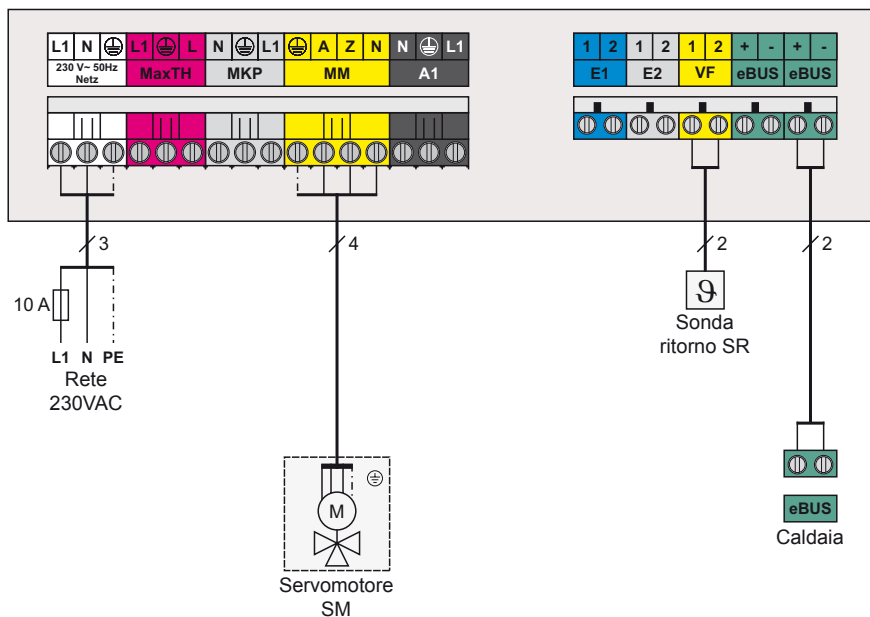 L1 N L1 L N L1 A Z N N L1
230 V~ 50Hz
Netz
MaxTH MKP MM A1
1 2 1 2 1 2 + - + -
E1 E2 VF eBUS eBUS
3
4
2
2
10 A
L1 N PE
Rete
230VAC
Sonda
ritorno SR
M
Servomotore
SM
eBUS
Caldaia